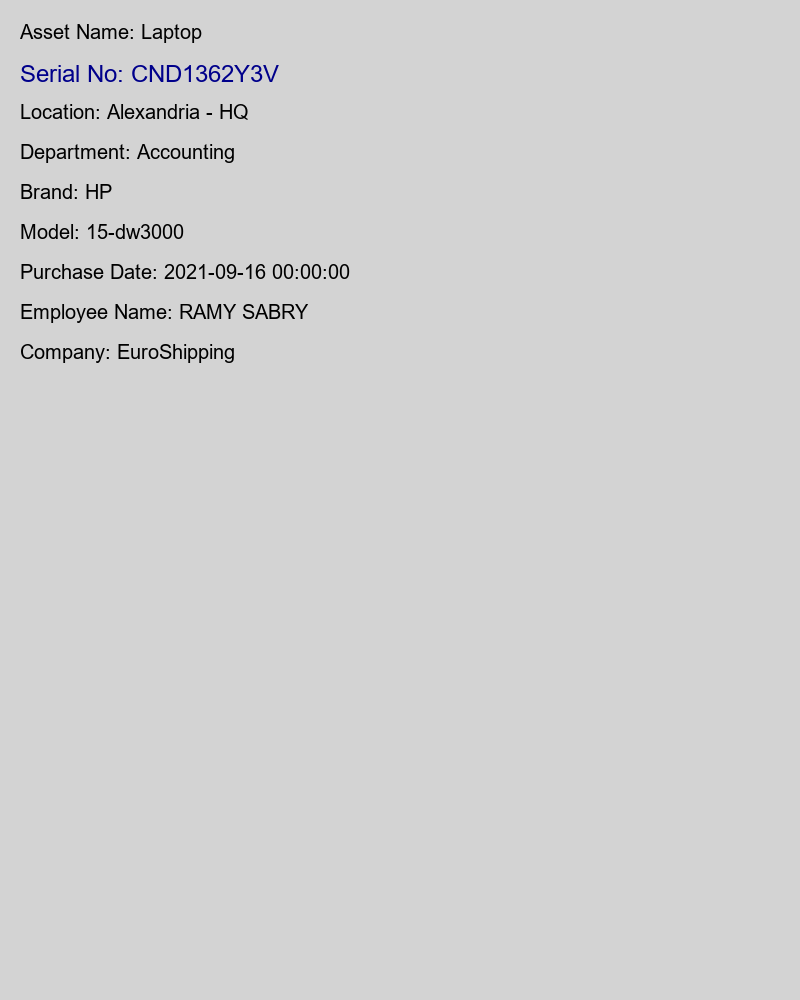 Asset Name: Laptop
Serial No: CND1362Y3V
Location: Alexandria - HQ
Department: Accounting
Brand: HP
Model: 15-dw3000
Purchase Date: 2021-09-16 00:00:00
Employee Name: RAMY SABRY
Company: EuroShipping